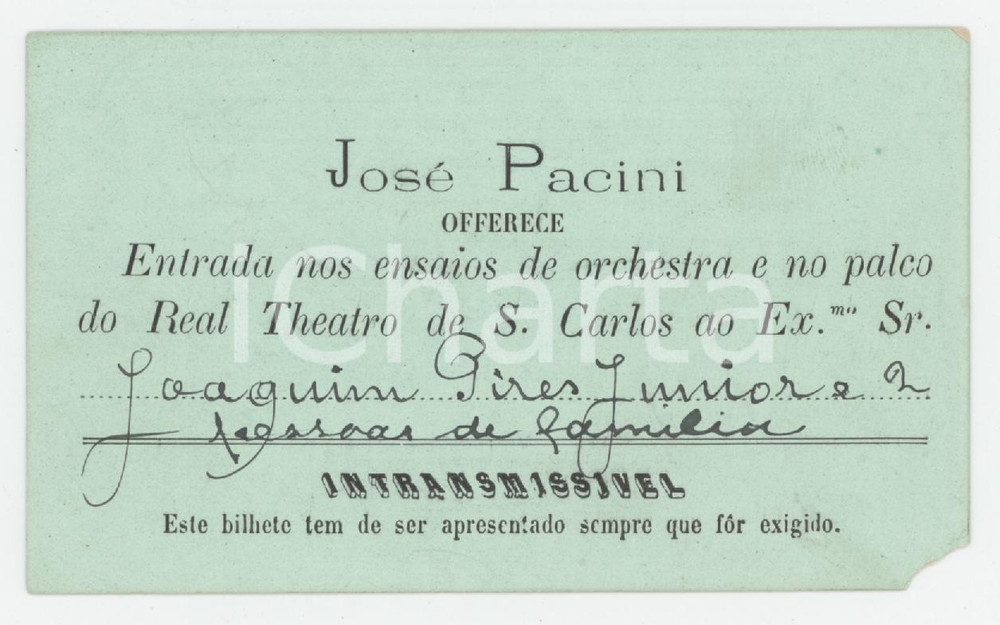 José Pacini
OFFERECE
Entrada nos ensaios de orchestra e no palco
do Real Theatro de S. Carlos ao Ex.mo Sr.
Joaquim Pires Junior e 2
pessoas de familia
INTRANSMISSIVEL
Este bilhete tem de ser apresentado sempre que fôr exigido.
iCharta